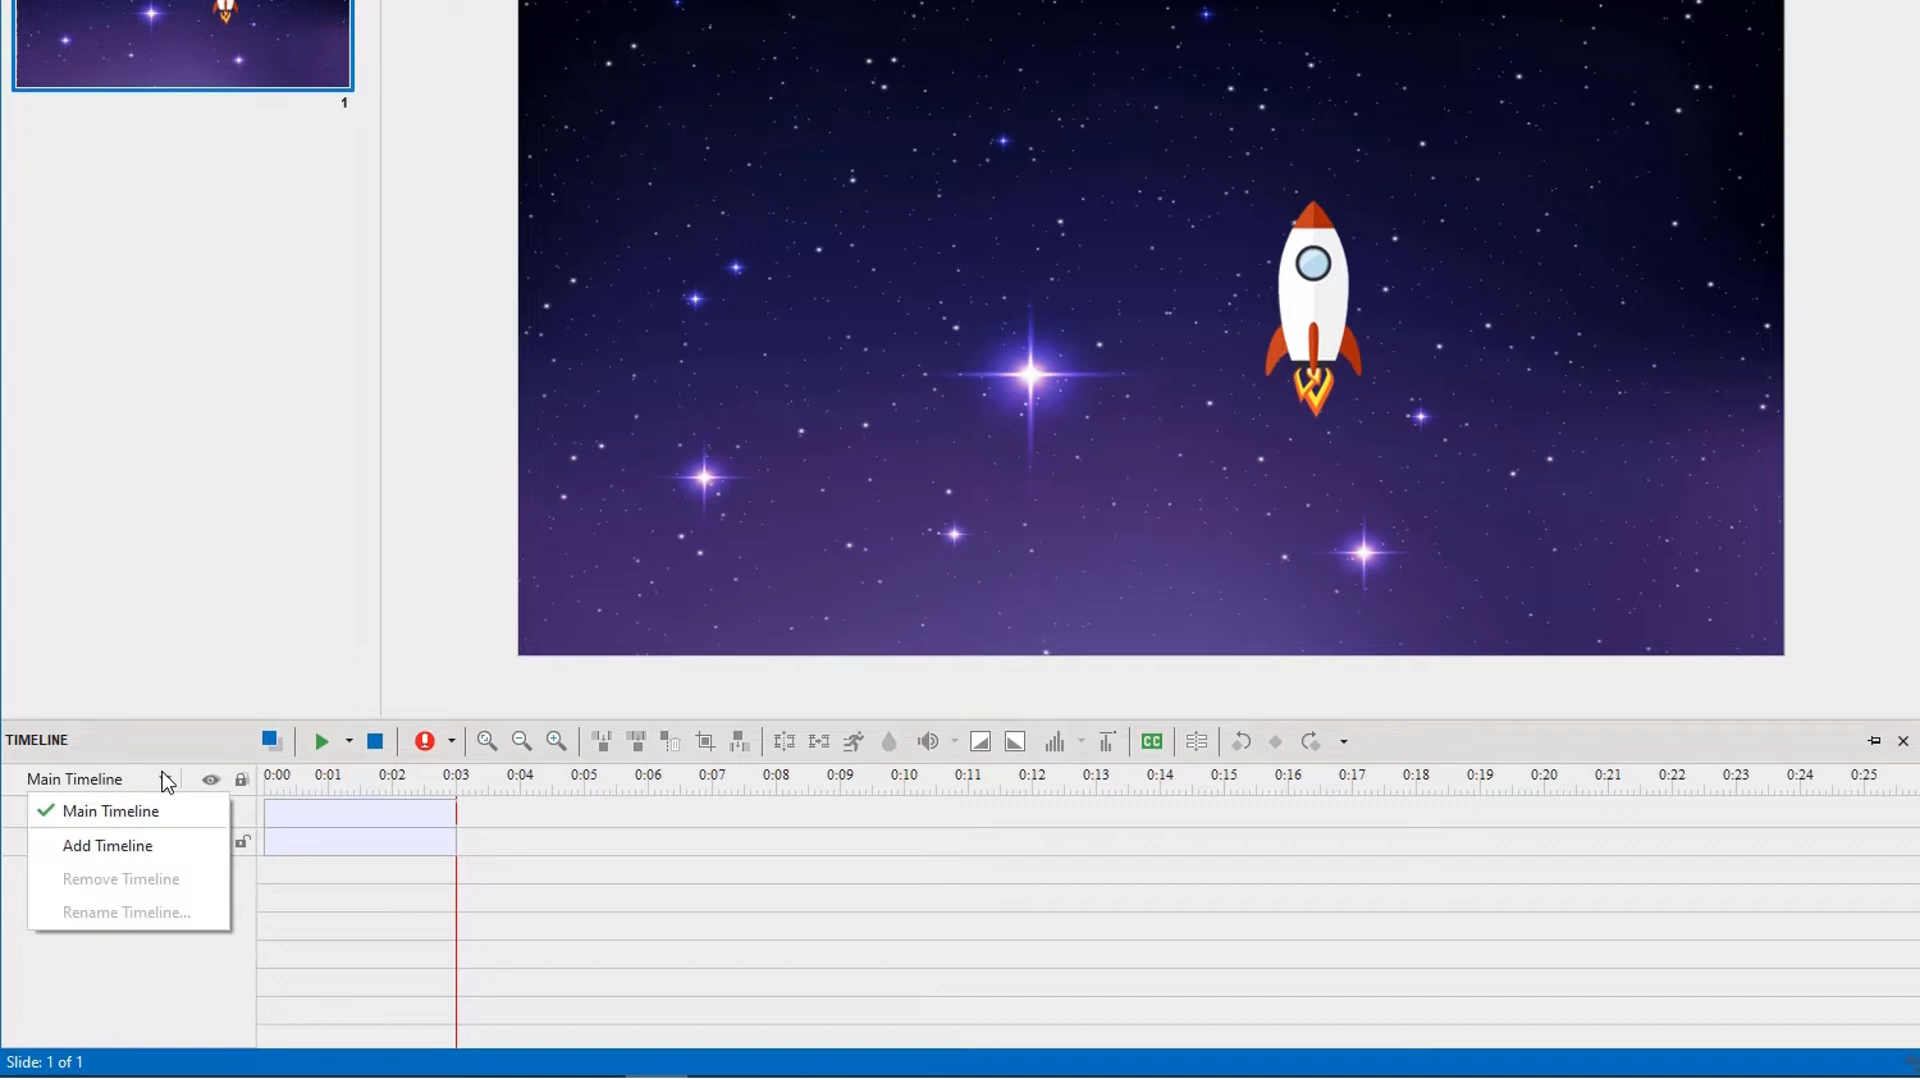 1
TIMELINE
CC
Main Timeline
0:00 0:01 0:02 0:03 0:04 0:05 0:06 0:07 0:08 0:09 0:10 0:11 0:12 0:13 0:14 0:15 0:16 0:17 0:18 0:19 0:20 0:21 0:22 0:23 0:24 0:25
Main Timeline
Add Timeline
Remove Timeline
Rename Timeline...
Slide: 1 of 1